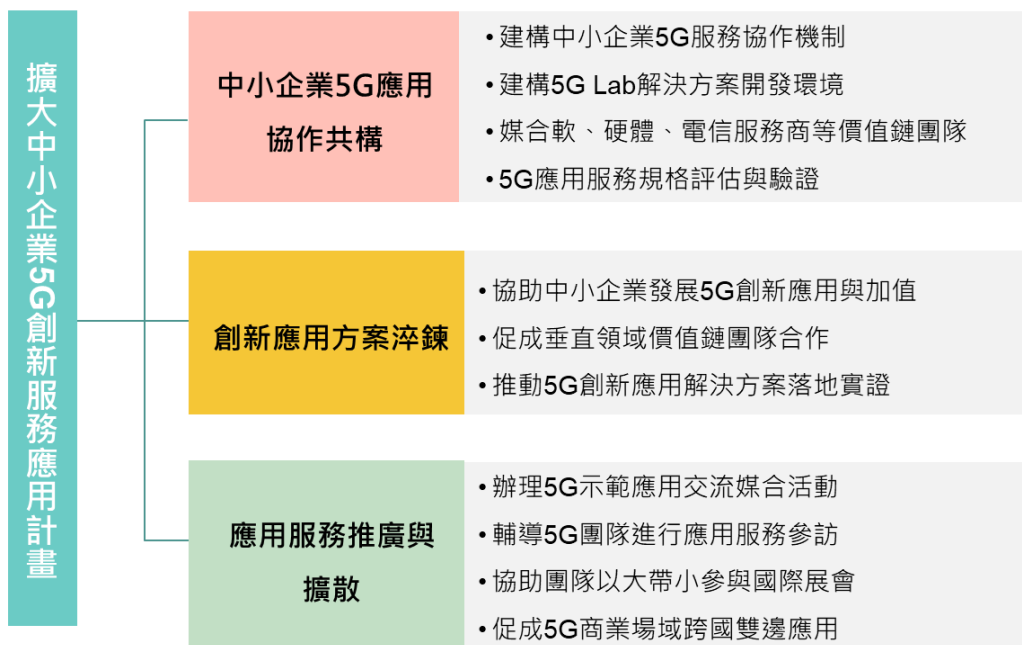 擴大中小企業5G創新服務應用計畫
中小企業5G應用
協作共構
•建構中小企業5G服務協作機制
•建構5G Lab解決方案開發環境
•媒合軟、硬體、電信服務商等價值鏈團隊
•5G應用服務規格評估與驗證
創新應用方案淬鍊
•協助中小企業發展5G創新應用與加值
•促成垂直領域價值鏈團隊合作
•推動5G創新應用解決方案落地實證
應用服務推廣與
擴散
•辦理5G示範應用交流媒合活動
•輔導5G團隊進行應用服務參訪
•協助團隊以大帶小參與國際展會
•促成5G商業場域跨國雙邊應用